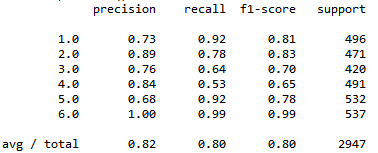 precision recall f1-score support
1.0 0.73 0.92 0.81 496
2.0 0.89 0.78 0.83 471
3.0 0.76 0.64 0.70 420
4.0 0.84 0.53 0.65 491
5.0 0.68 0.92 0.78 532
6.0 1.00 0.99 0.99 537
avg / total 0.82 0.80 0.80 2947